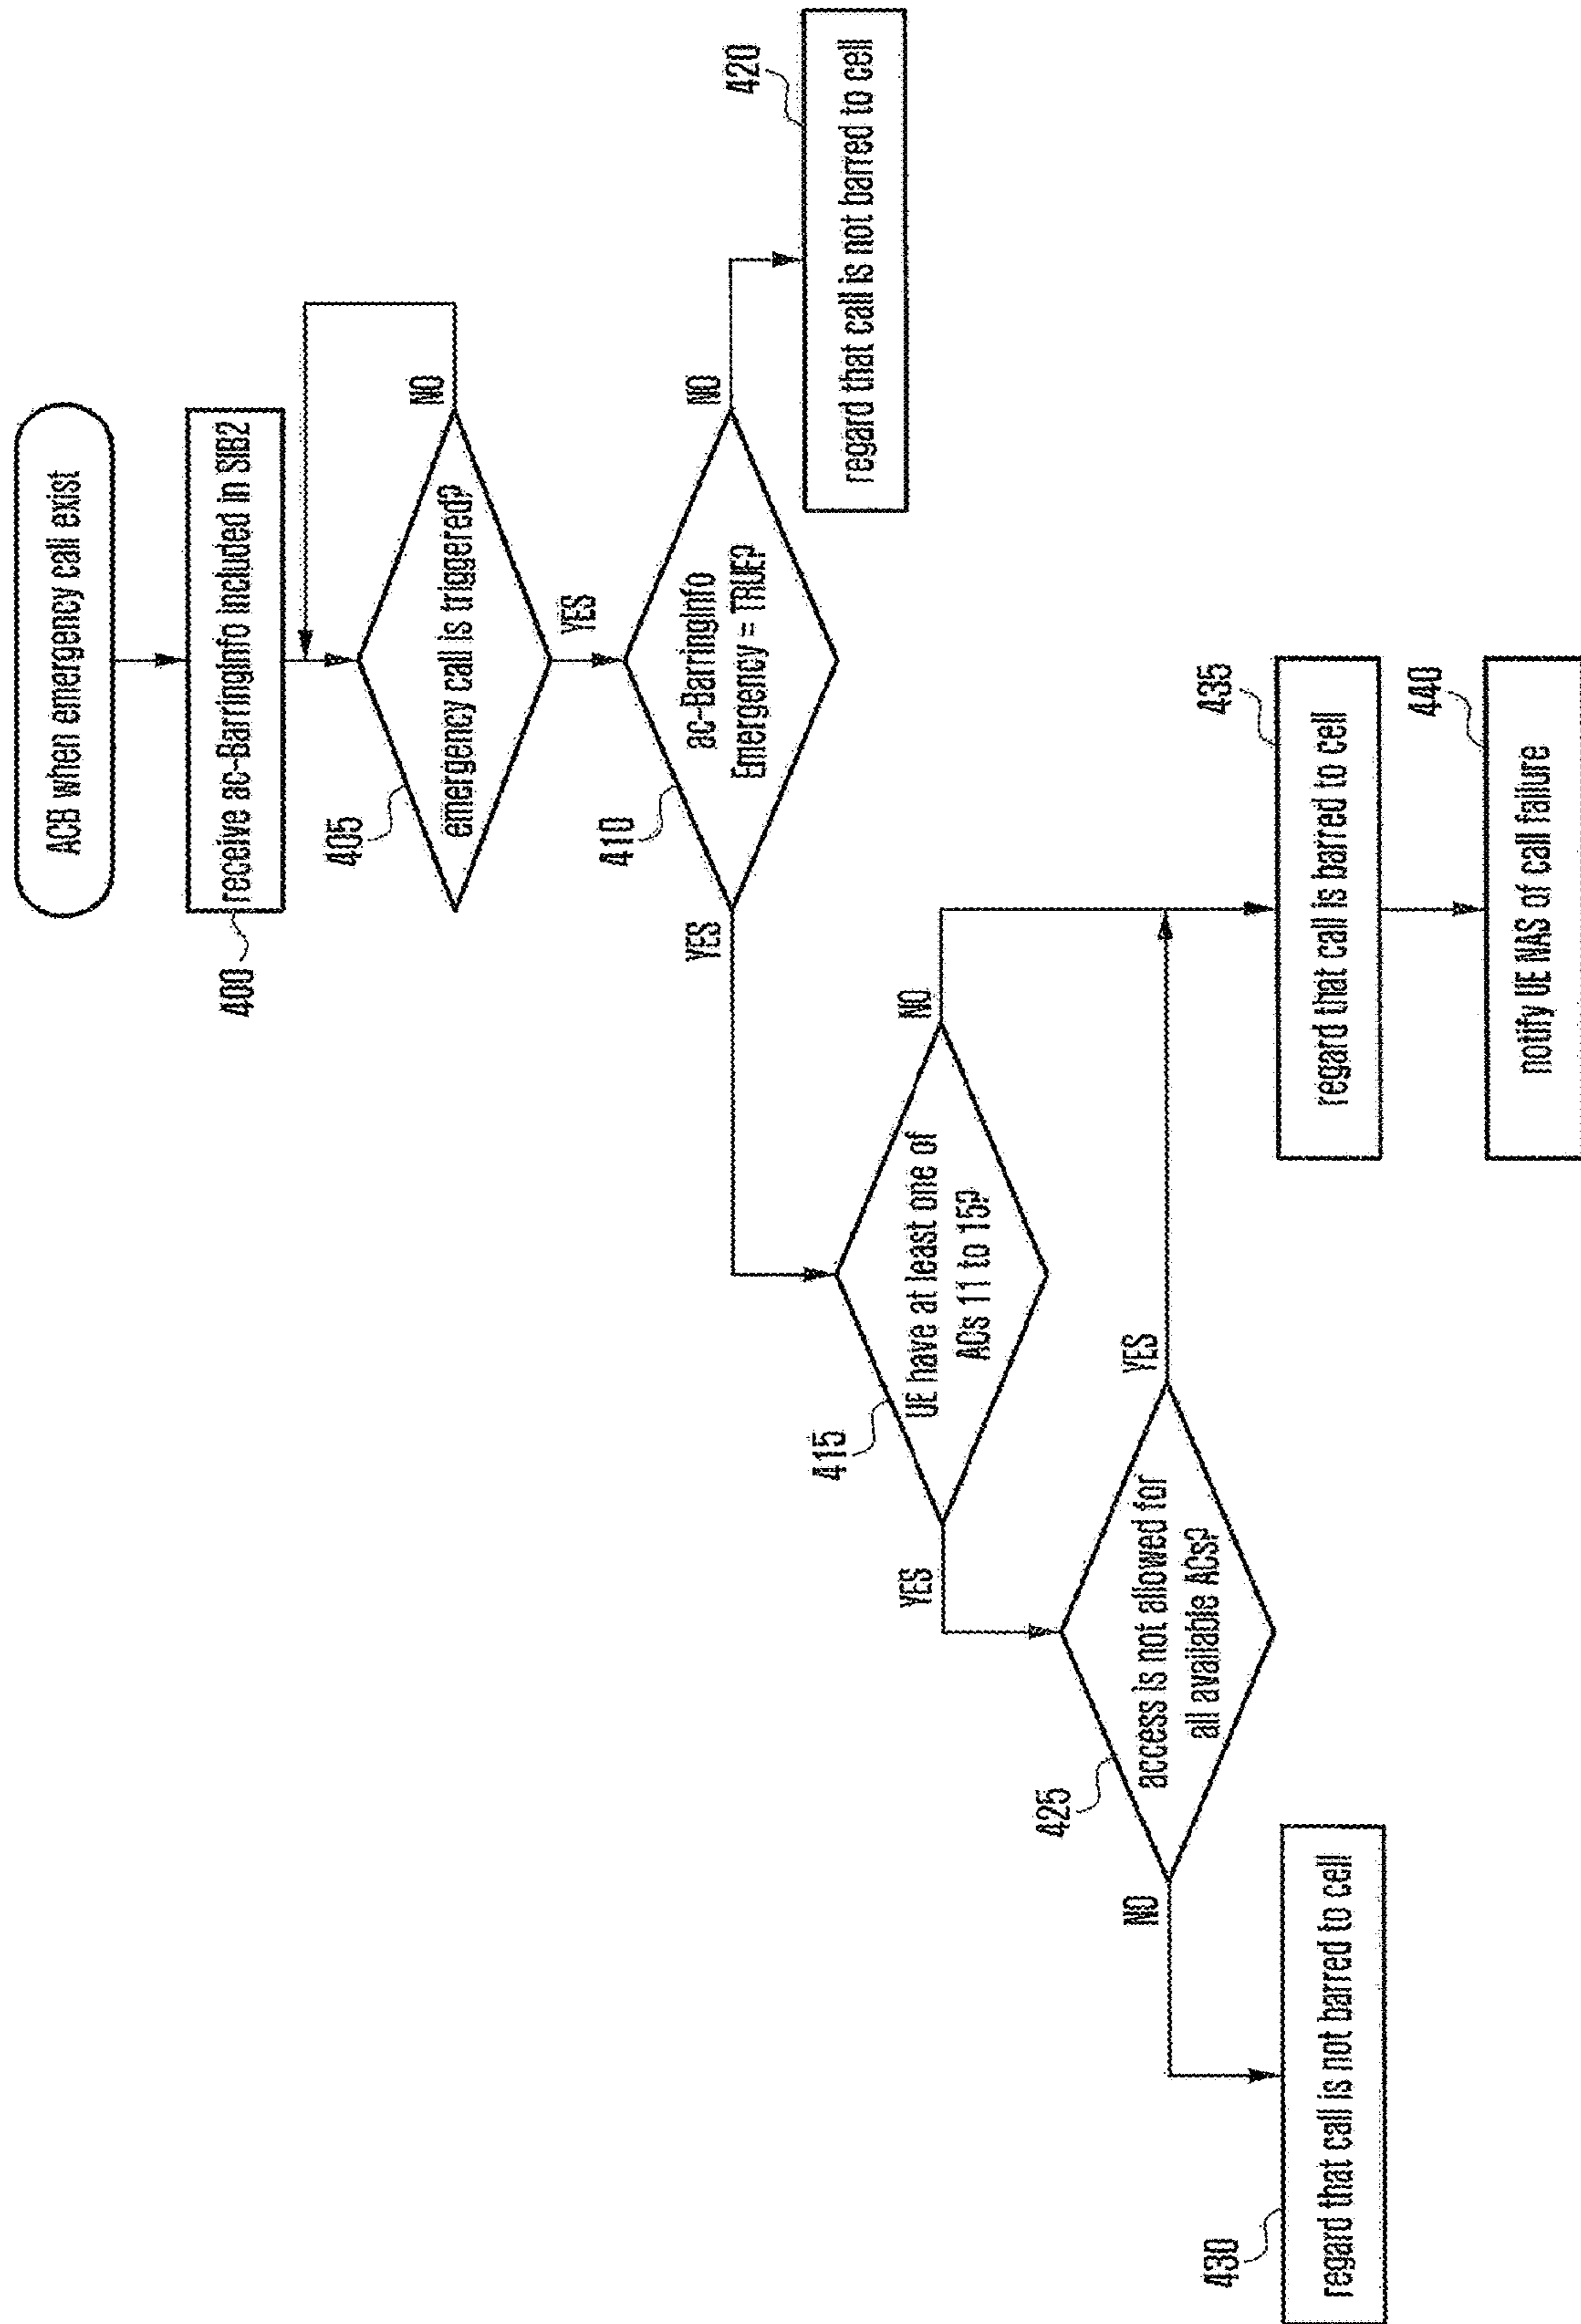 ACB when emergency call exist
400
receive ac-BarringInfo included in SIB2
405
emergency call is triggered?
NO
YES
410
ac-BarringInfo
Emergency = TRUE?
YES
NO
420
regard that call is not barred to cell
415
UE have at least one of
ACs 11 to 15?
YES
NO
425
access is not allowed for
all available ACs?
NO
YES
430
regard that call is not barred to cell
435
regard that call is barred to cell
440
notify UE NAS of call failure